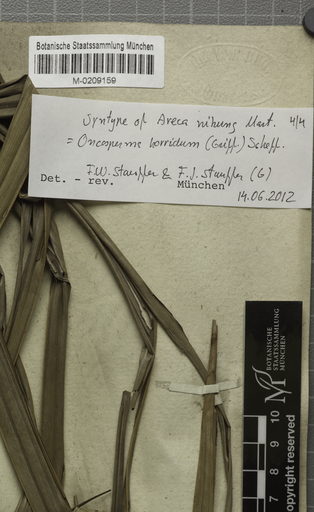 Botanische Staatssammlung München
M-0209159
Syntype of Areca nibung Mart. 4/4
= Oncosperma horridum (Griff.) Scheff.
F.W. Stauffer & F.J. Stauffer (G)
Det. - rev. München
14.06.2012
BOTANISCHE
STAATSSAMMLUNG
MÜNCHEN
M
copyright reserved
7 8 9 10